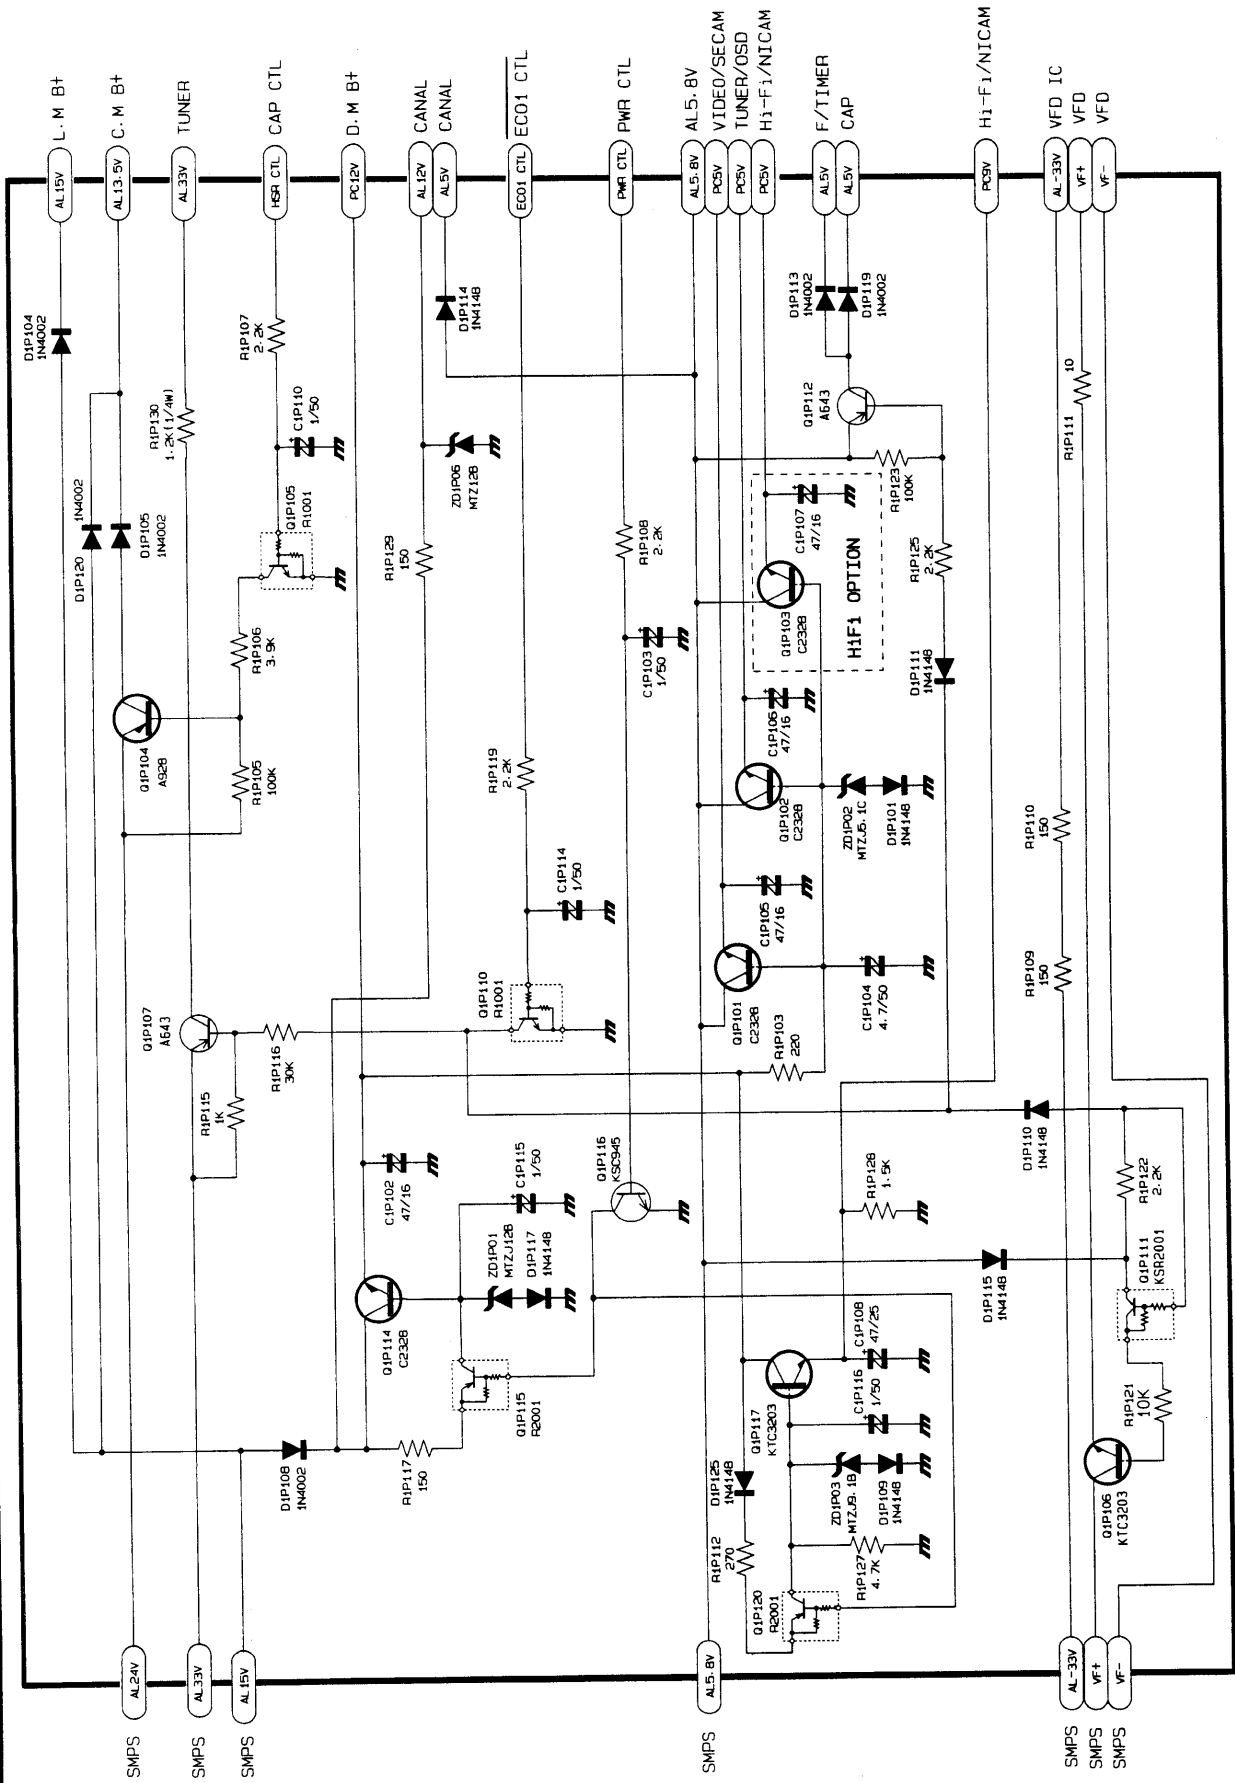 AL15V
L.M B+
AL13.5V
C.M B+
AL33V
TUNER
HSR CTL
CAP CTL
PC12V
D.M B+
AL12V
CANAL
AL5V
CANAL
ECO1 CTL
ECO1 CTL
PWR CTL
PWR CTL
AL5.8V
AL5.8V
PC5V
VIDEO/SECAM
PC5V
TUNER/OSD
PC5V
Hi-Fi/NICAM
AL5V
F/TIMER
AL5V
CAP
PC9V
Hi-Fi/NICAM
AL-33V
VFD IC
VF+
VFD
VF-
VFD
D1P104
1N4002
D1P120
1N4002
D1P105
1N4002
R1P130
1.2K(1/4W)
R1P107
2.2K
C1P110
1/50
Q1P105
R1001
R1P106
3.9K
Q1P104
A928
R1P105
100K
D1P114
1N4148
ZD1P06
MTZ12B
R1P129
150
R1P119
2.2K
C1P114
1/50
Q1P110
R1001
R1P108
2.2K
C1P103
1/50
D1P113
1N4002
D1P119
1N4002
Q1P112
A643
R1P123
100K
R1P125
2.2K
D1P111
1N4148
C1P107
47/16
Q1P103
C2328
HiFi OPTION
C1P106
47/16
Q1P102
C2328
ZD1P02
MTZJ5.1C
D1P101
1N4148
C1P105
47/16
Q1P101
C2328
C1P104
4.7/50
R1P103
220
R1P111
10
R1P110
150
R1P109
150
Q1P107
A643
R1P116
30K
R1P115
1K
C1P102
47/16
C1P115
1/50
ZD1P01
MTZJ12B
D1P117
1N4148
Q1P114
C2328
Q1P115
R2001
R1P117
150
D1P108
1N4002
Q1P116
KSC945
D1P110
1N4148
R1P126
1.5K
R1P122
2.2K
D1P115
1N4148
Q1P111
KSR2001
R1P121
10K
Q1P106
KTC3203
C1P108
47/25
C1P116
1/50
Q1P117
KTC3203
D1P125
1N4148
ZD1P03
MTZJ9.1B
D1P109
1N4148
R1P112
270
R1P127
4.7K
Q1P120
R2001
SMPS
AL24V
SMPS
AL33V
SMPS
AL15V
SMPS
AL5.8V
SMPS
AL-33V
SMPS
VF+
SMPS
VF-